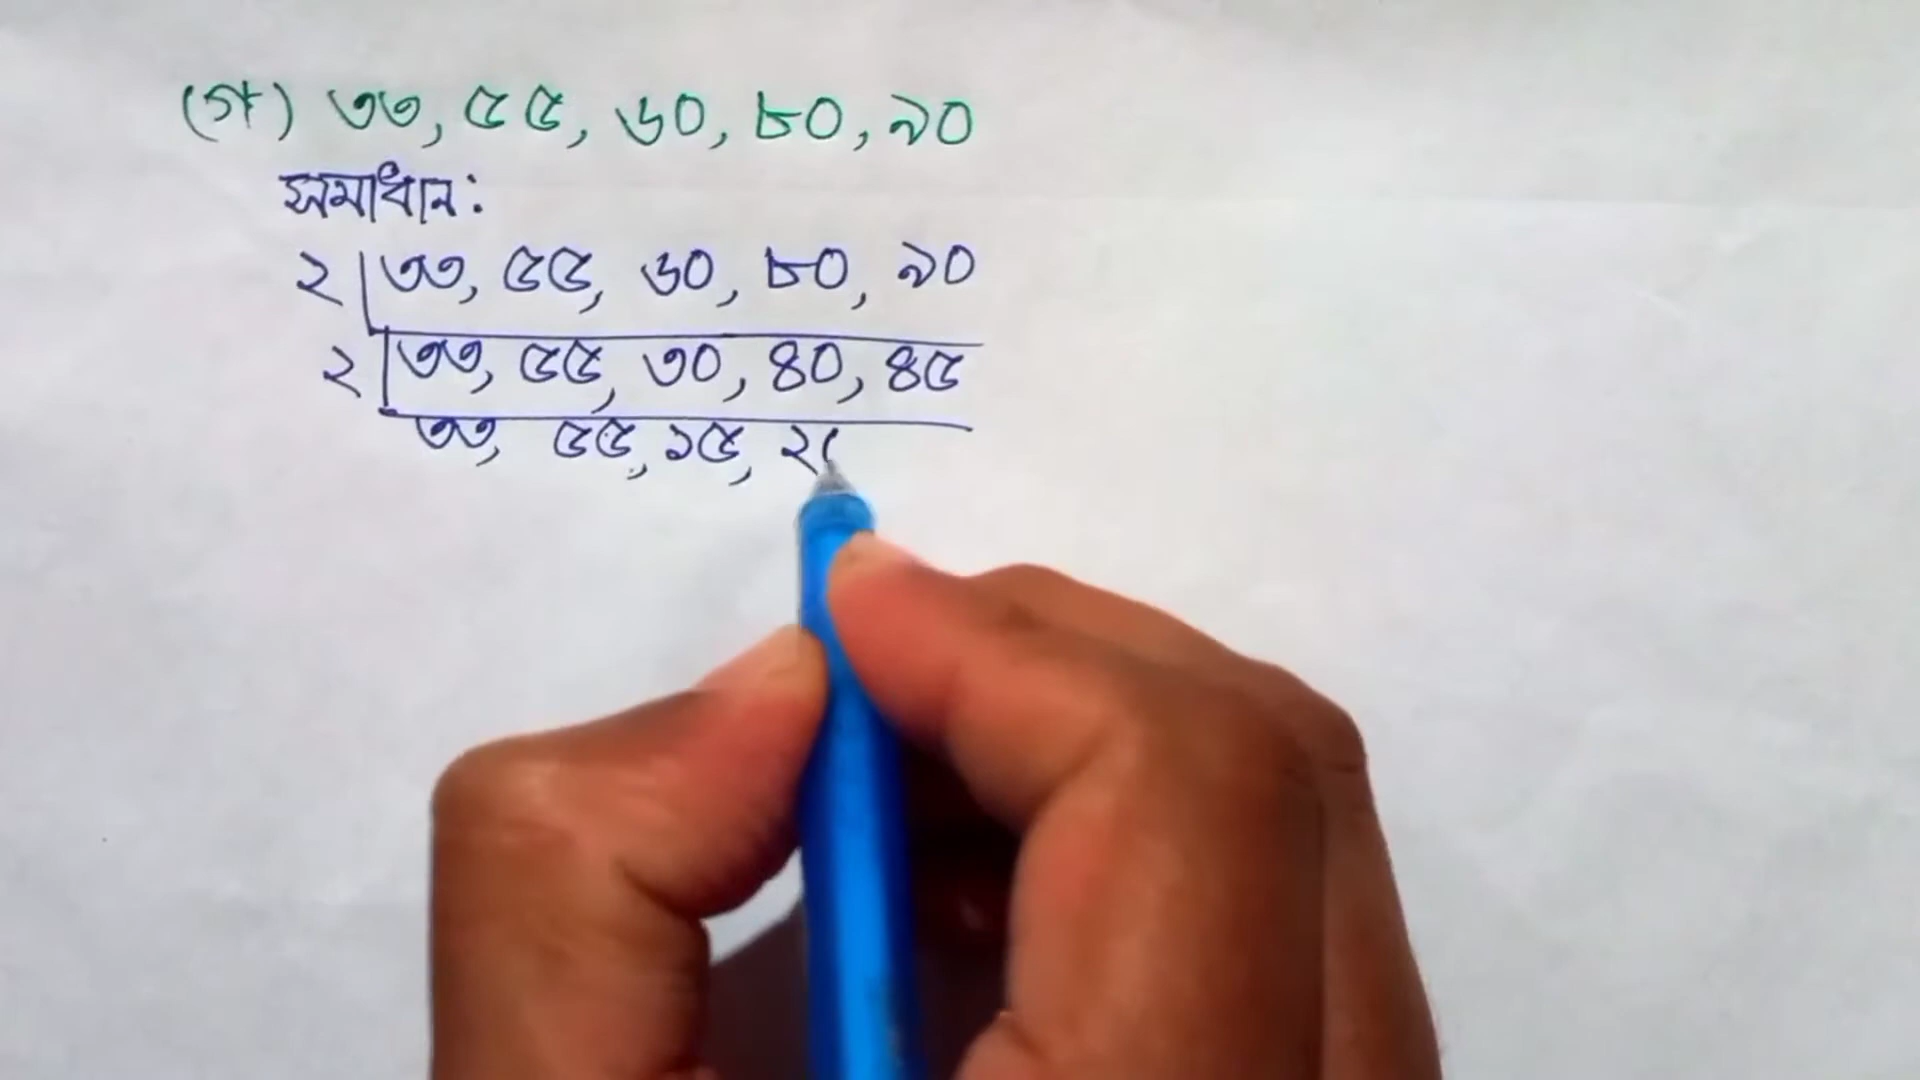 (গ) ৩৩, ৫৫, ৬০, ৮০, ৯০
সমাধান:
২ | ৩৩, ৫৫, ৬০, ৮০, ৯০
২ | ৩৩, ৫৫, ৩০, ৪০, ৪৫
৩৩, ৫৫, ১৫, ২